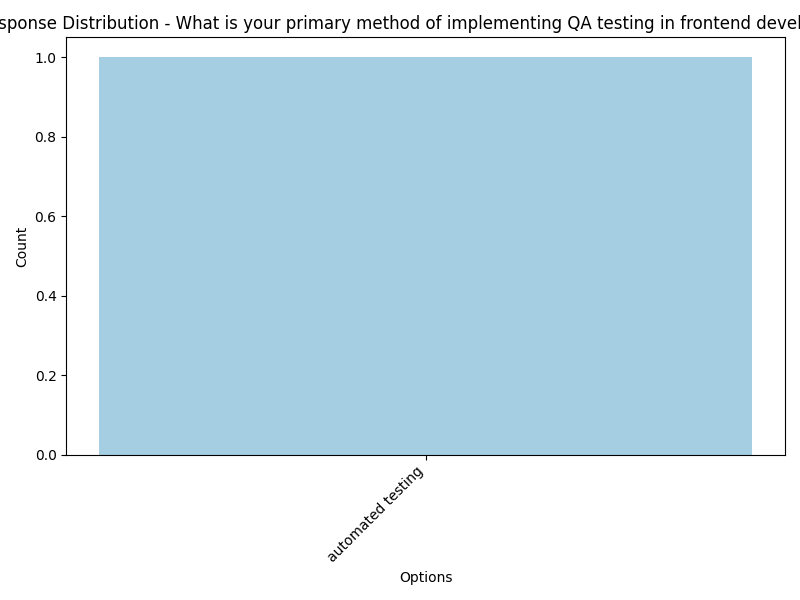 sponse Distribution - What is your primary method of implementing QA testing in frontend devel
1.0
0.8
0.6
0.4
0.2
0.0
Count
automated testing
Options